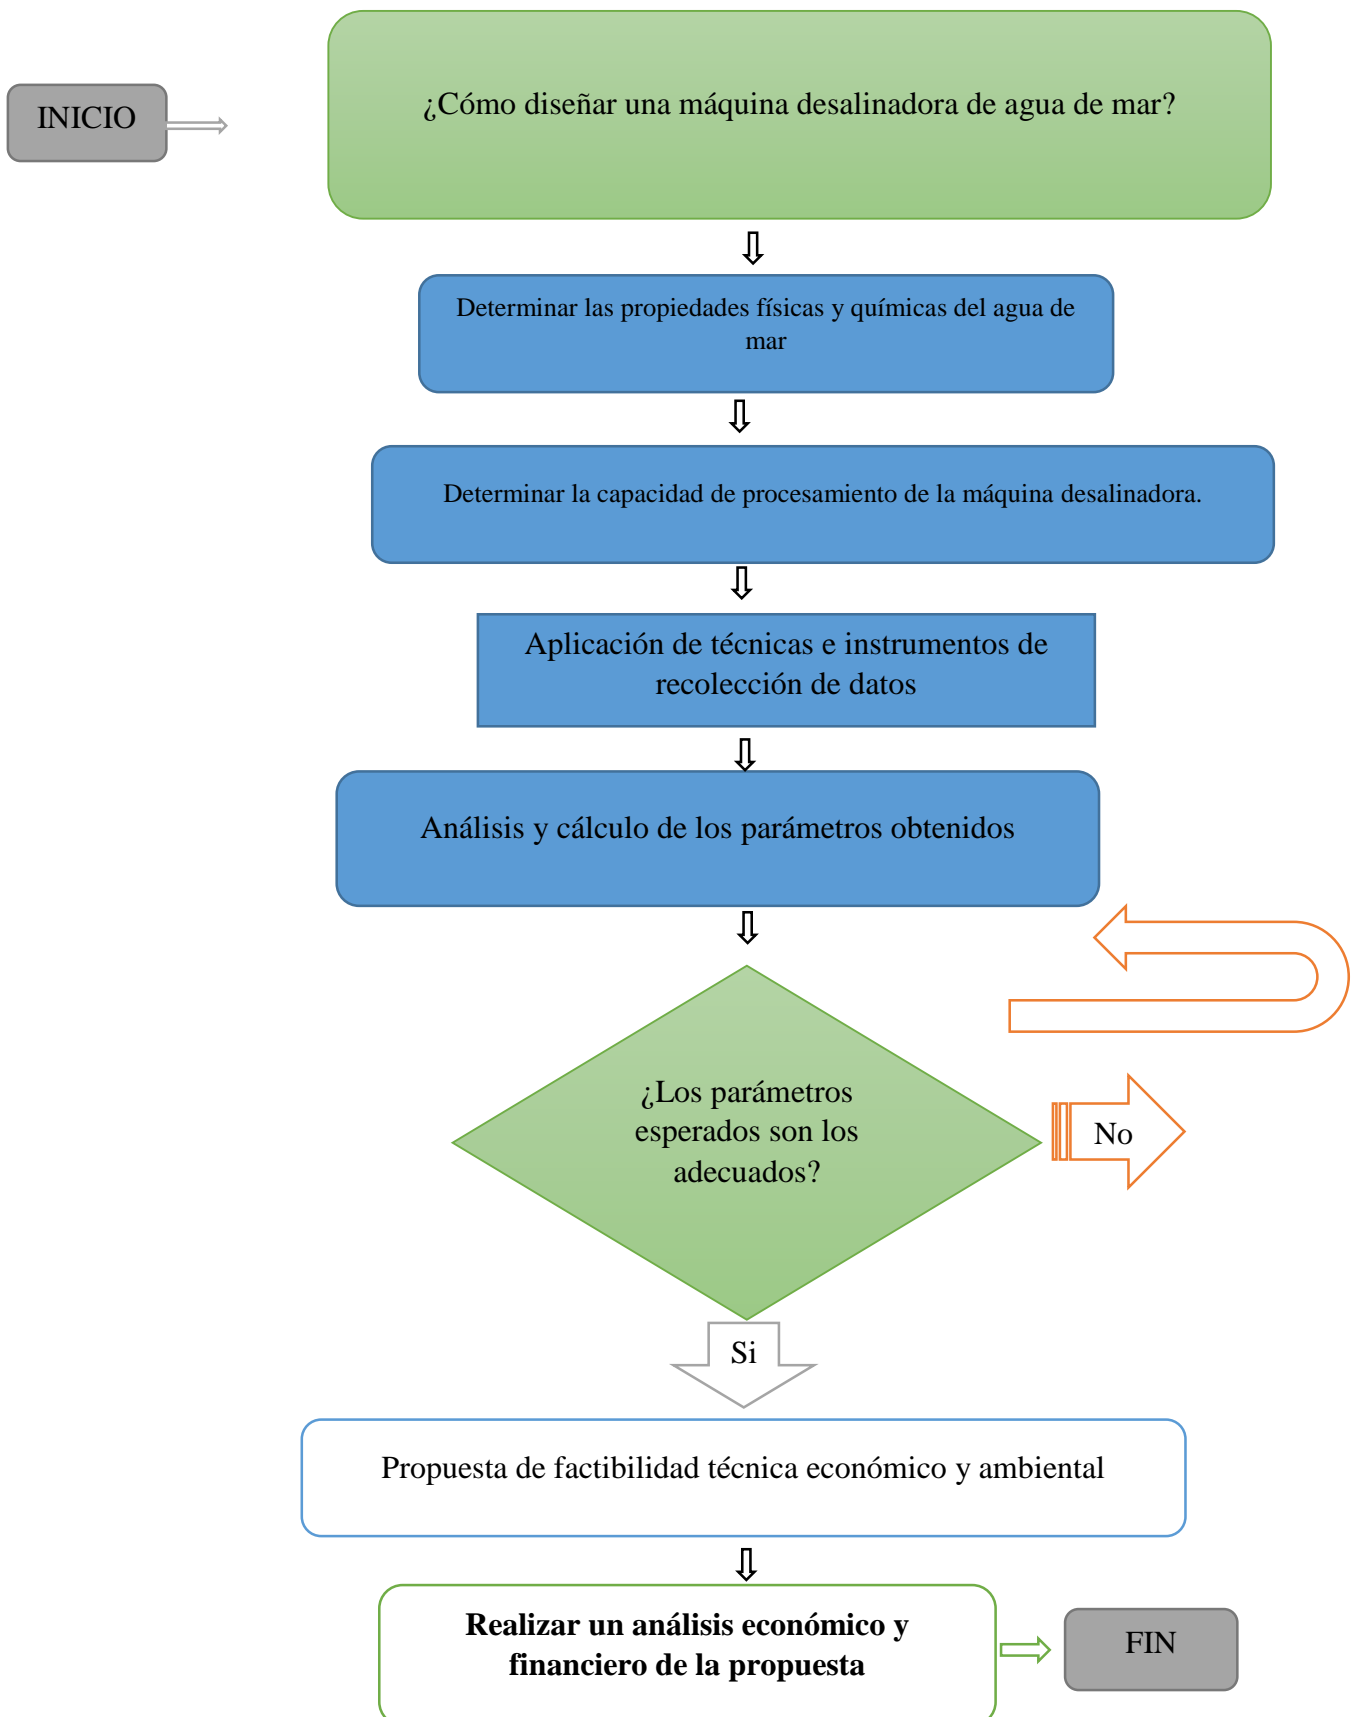 INICIO
¿Cómo diseñar una máquina desalinadora de agua de mar?
Determinar las propiedades físicas y químicas del agua de
mar
Determinar la capacidad de procesamiento de la máquina desalinadora.
Aplicación de técnicas e instrumentos de
recolección de datos
Análisis y cálculo de los parámetros obtenidos
¿Los parámetros
esperados son los
adecuados?
No
Si
Propuesta de factibilidad técnica económico y ambiental
Realizar un análisis económico y
financiero de la propuesta
FIN